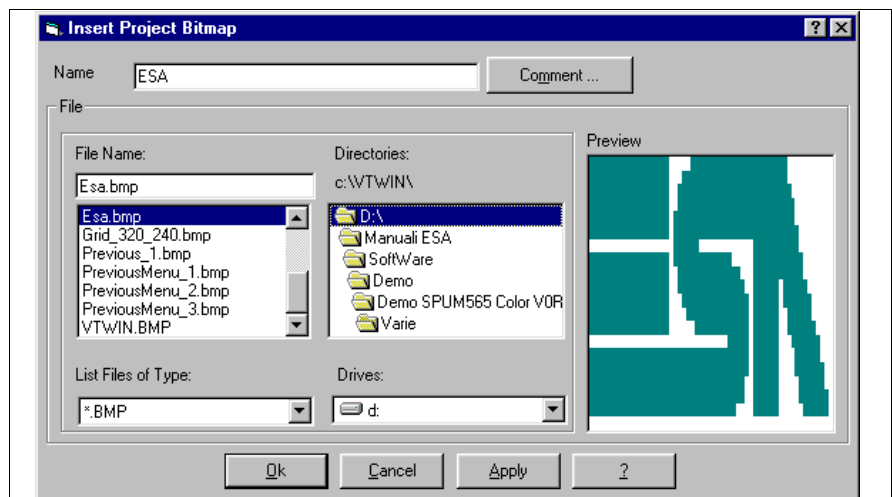 Insert Project Bitmap
Name
ESA
Comment ...
File
File Name:
Esa.bmp
Esa.bmp
Grid_320_240.bmp
Previous_1.bmp
PreviousMenu_1.bmp
PreviousMenu_2.bmp
PreviousMenu_3.bmp
VTWIN.BMP
List Files of Type:
*.BMP
Directories:
c:\VTWIN\
D:\
Manuali ESA
SoftWare
Demo
Demo SPUM565 Color V0R
Varie
Drives:
d:
Preview
ESA
Ok
Cancel
Apply
?